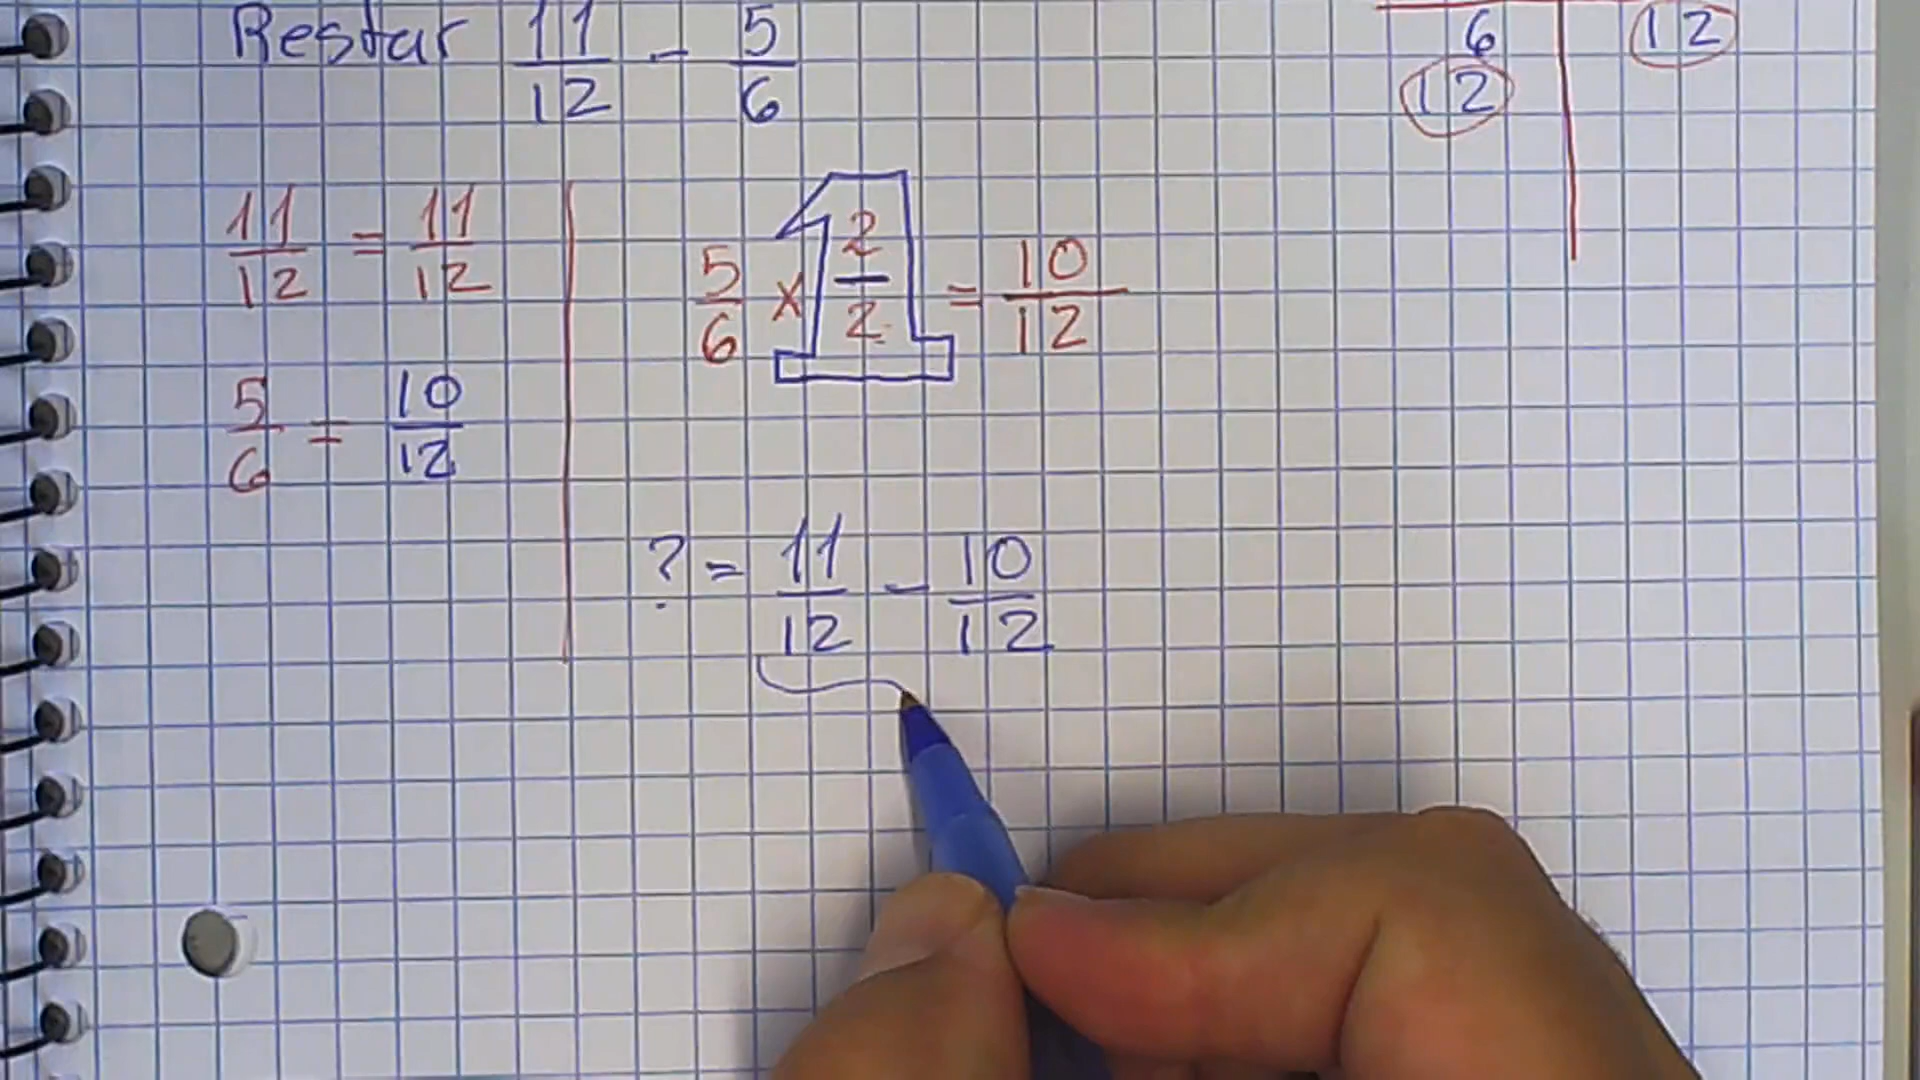 Restar 11/12 - 5/6
6 | 12
12
11/12 = 11/12
5/6 x 2/2 = 10/12
5/6 = 10/12
? = 11/12 - 10/12